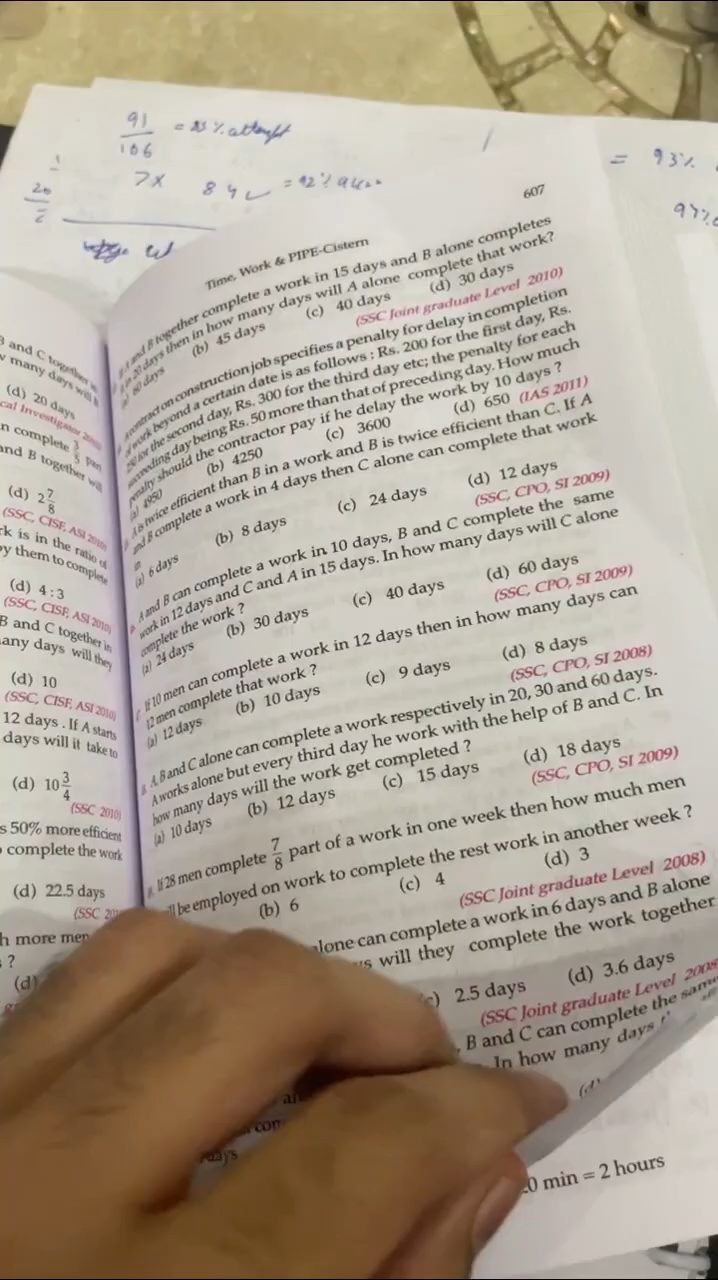 91
106
7x
= 93%
607
Time, Work & PIPE-Cistern
A and B together complete a work in 15 days and B alone completes
in 20 days then in how many days will A alone complete that work?
(a) 60 days (b) 45 days (c) 40 days (d) 30 days
(SSC Joint graduate Level 2010)
A contract on construction job specifies a penalty for delay in completion
of work beyond a certain date is as follows : Rs. 200 for the first day, Rs.
250 for the second day, Rs. 300 for the third day etc; the penalty for each
succeeding day being Rs. 50 more than that of preceding day. How much
penalty should the contractor pay if he delay the work by 10 days ?
(a) 4950 (b) 4250 (c) 3600 (d) 650 (IAS 2011)
A is twice efficient than B in a work and B is twice efficient than C. If A
and B complete a work in 4 days then C alone can complete that work
in
(a) 6 days (b) 8 days (c) 24 days (d) 12 days
(SSC, CPO, SI 2009)
A and B can complete a work in 10 days, B and C complete the same
work in 12 days and C and A in 15 days. In how many days will C alone
complete the work ?
(a) 24 days (b) 30 days (c) 40 days (d) 60 days
(SSC, CPO, SI 2009)
If 10 men can complete a work in 12 days then in how many days can
12 men complete that work ?
(a) 12 days (b) 10 days (c) 9 days (d) 8 days
(SSC, CPO, SI 2008)
A, B and C alone can complete a work respectively in 20, 30 and 60 days.
A works alone but every third day he work with the help of B and C. In
how many days will the work get completed ?
(a) 10 days (b) 12 days (c) 15 days (d) 18 days
(SSC, CPO, SI 2009)
If 28 men complete 7/8 part of a work in one week then how much men
be employed on work to complete the rest work in another week ?
(b) 6 (c) 4 (d) 3
(SSC Joint graduate Level 2008)
alone can complete a work in 6 days and B alone
will they complete the work together
2.5 days (d) 3.6 days
(SSC Joint graduate Level 2008
B and C can complete the same
In how many days
min = 2 hours
B and C together
many days will
(d) 20 days
complete 3/5
and B together will
(d) 2 7/8
(SSC, CISF, ASI 2010)
is in the ratio of
them to complete
(d) 4 : 3
(SSC, CISF, ASI 2010)
B and C together in
many days will they
(d) 10
(SSC, CISF, ASI 2010)
12 days . If A starts
days will it take to
(d) 10 3/4
(SSC 2010)
50% more efficient
complete the work
(d) 22.5 days
(SSC
more men
?
(d)